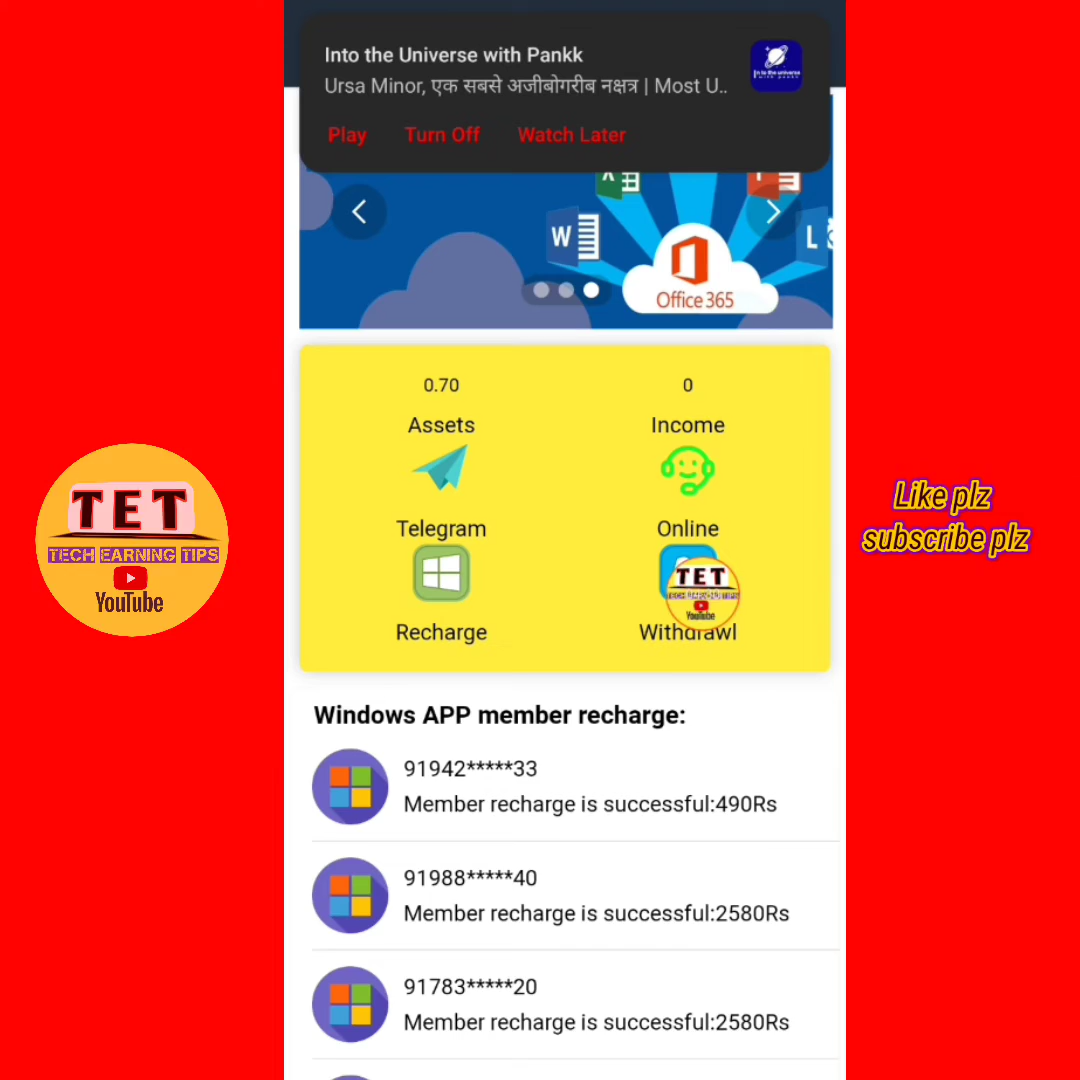 Into the Universe with Pankk
Ursa Minor, एक सबसे अजीबोगरीब नक्षत्र | Most U..
Play Turn Off Watch Later
W
L
Office 365
0.70 0
Assets Income
Telegram Online
Recharge Withdrawl
TET
TECH EARNING TIPS
YouTube
TET
YouTube
Like plz
subscribe plz
Windows APP member recharge:
91942*****33
Member recharge is successful:490Rs
91988*****40
Member recharge is successful:2580Rs
91783*****20
Member recharge is successful:2580Rs